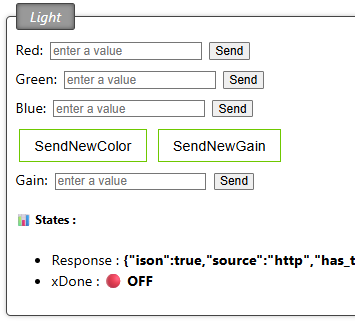 Light
Red: enter a value Send
Green: enter a value Send
Blue: enter a value Send
SendNewColor SendNewGain
Gain: enter a value Send
States :
Response : {"ison":true,"source":"http","has_t
xDone : OFF